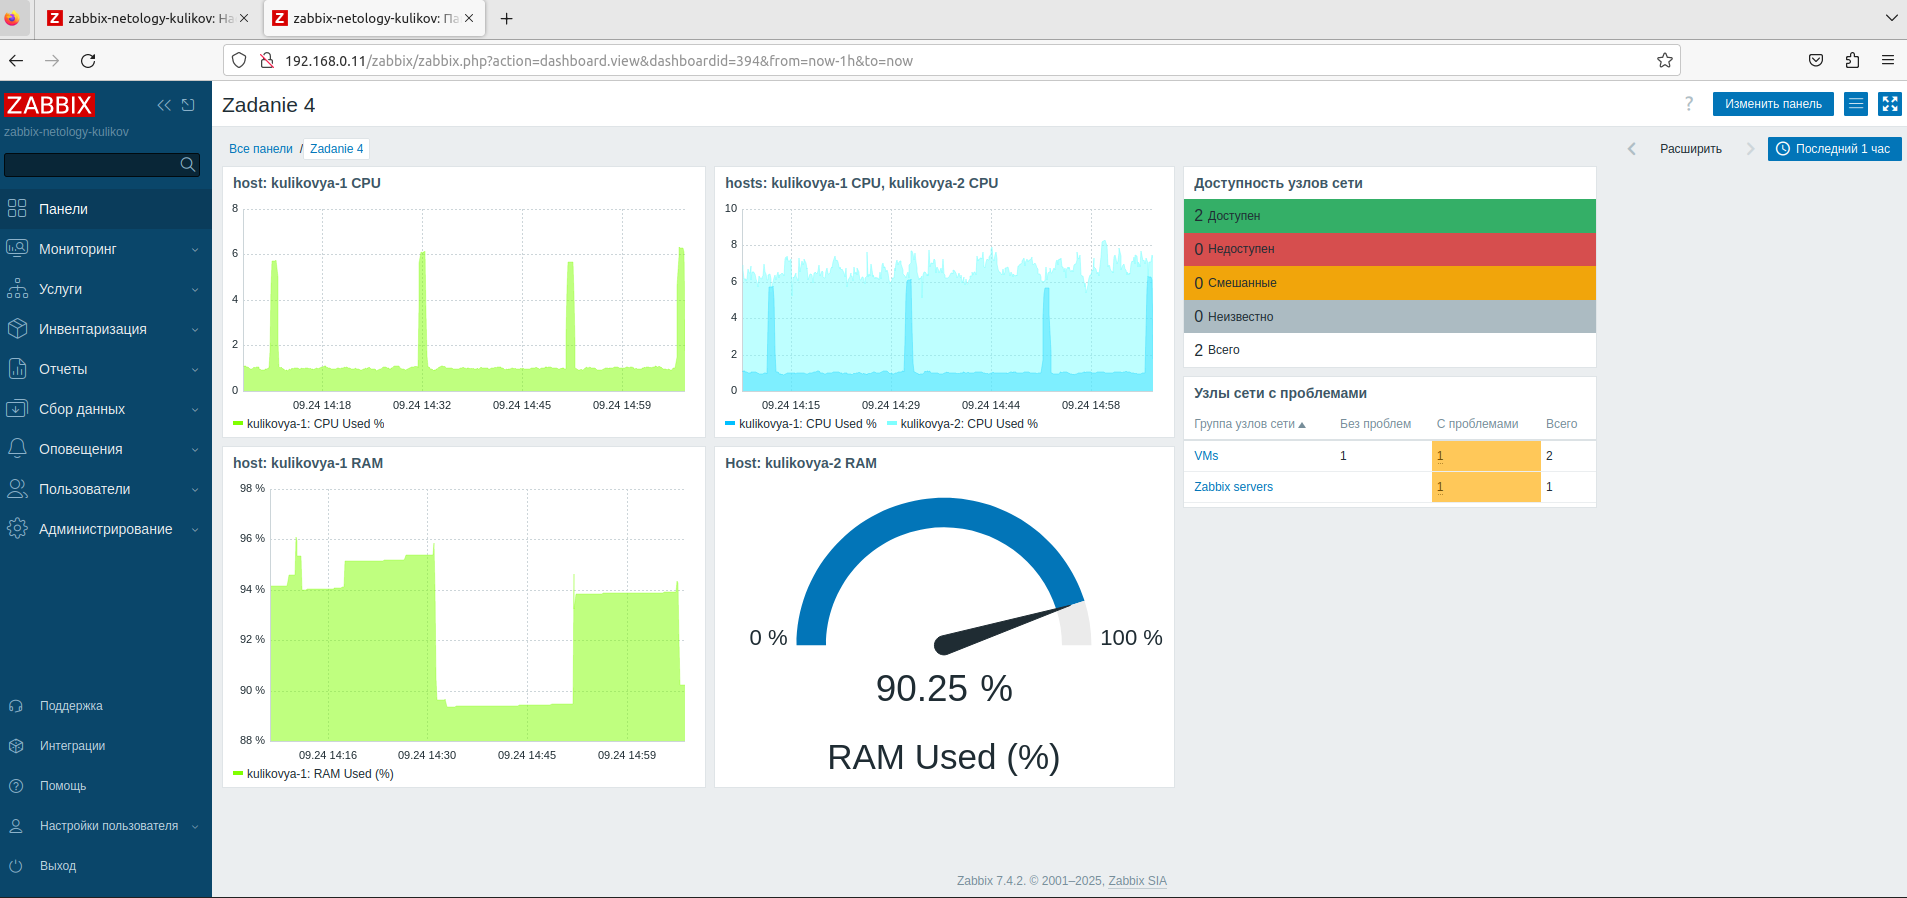 zabbix-netology-kulikov: На
zabbix-netology-kulikov: Па
192.168.0.11/zabbix/zabbix.php?action=dashboard.view&dashboardid=394&from=now-1h&to=now
ZABBIX
zabbix-netology-kulikov
Панели
Мониторинг
Услуги
Инвентаризация
Отчеты
Сбор данных
Оповещения
Пользователи
Администрирование
Поддержка
Интеграции
Помощь
Настройки пользователя
Выход
Zadanie 4
? Изменить панель
Все панели / Zadanie 4
Расширить
Последний 1 час
host: kulikovya-1 CPU
8
6
4
2
0
09.24 14:18 09.24 14:32 09.24 14:45 09.24 14:59
kulikovya-1: CPU Used %
hosts: kulikovya-1 CPU, kulikovya-2 CPU
10
8
6
4
2
0
09.24 14:15 09.24 14:29 09.24 14:44 09.24 14:58
kulikovya-1: CPU Used % kulikovya-2: CPU Used %
Доступность узлов сети
2 Доступен
0 Недоступен
0 Смешанные
0 Неизвестно
2 Всего
Узлы сети с проблемами
Группа узлов сети Без проблем С проблемами Всего
VMs 1 1 2
Zabbix servers 1 1
host: kulikovya-1 RAM
98 %
96 %
94 %
92 %
90 %
88 %
09.24 14:16 09.24 14:30 09.24 14:45 09.24 14:59
kulikovya-1: RAM Used (%)
Host: kulikovya-2 RAM
0 % 100 %
90.25 %
RAM Used (%)
Zabbix 7.4.2. © 2001–2025, Zabbix SIA